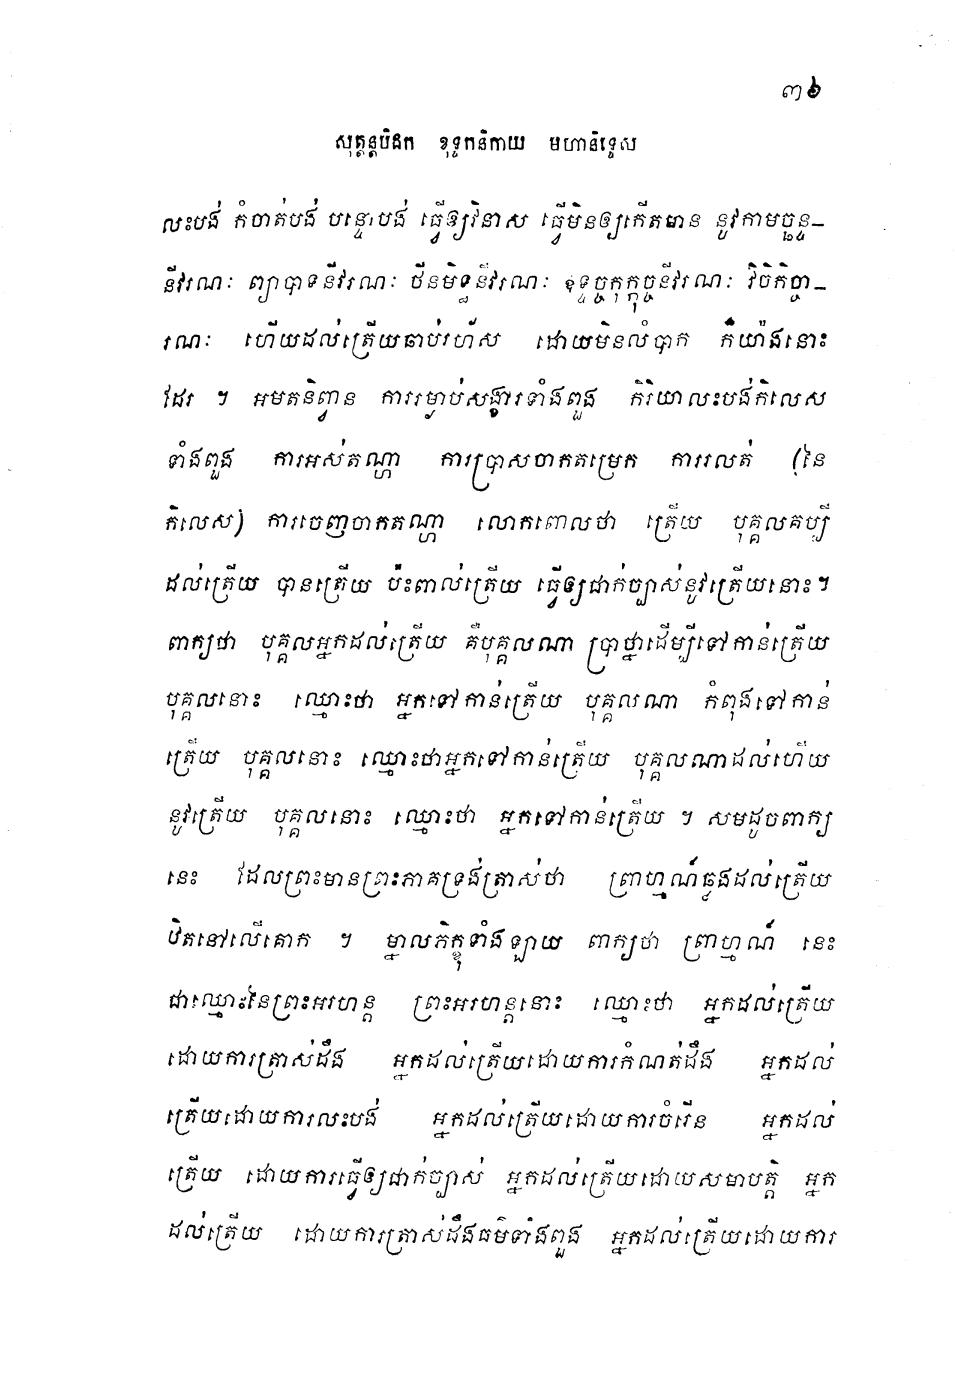 ៣៦
សុត្តន្តបិដក ខុទ្ទកនិកាយ មហានិទ្ទេស
លះបង់ កំចាត់បង់ បន្ទោបង់ ធ្វើឱ្យវិនាស ធ្វើមិនឲ្យកើតមាន នូវកាមច្ឆន្ទ–
នីវរណៈ ព្យាបាទនីវរណៈ ថីនមិទ្ធនីវរណៈ ឧទ្ធច្ចកុក្កុច្ចនីវរណៈ វិចិកិច្ឆា–
រណៈ ហើយដល់ត្រើយធាប់រហ័ស ដោយមិនលំបាក ក៏យ៉ាងនោះ
ដែរ ។ អមតនិព្វាន ការរម្ងាប់សង្ខារទាំងពួង កិរិយាលះបង់កិលេស
ទាំងពួង ការអស់តណ្ហា ការប្រាសចាកតម្រេក ការរលត់ (នៃ
កិលេស) ការចេញចាកតណ្ហា លោកពោលថា ត្រើយ បុគ្គលគប្បី
ដល់ត្រើយ បានត្រើយ ប៉ះពាល់ត្រើយ ធ្វើឲ្យជាក់ច្បាស់នូវត្រើយនោះ។
ពាក្យថា បុគ្គលអ្នកដល់ត្រើយ គឺបុគ្គលណា ប្រាថ្នាដើម្បីទៅកាន់ត្រើយ
បុគ្គលនោះ ឈ្មោះថា អ្នកទៅកាន់ត្រើយ បុគ្គលណា កំពុងទៅកាន់
ត្រើយ បុគ្គលនោះ ឈ្មោះថាអ្នកទៅកាន់ត្រើយ បុគ្គលណាដល់ហើយ
នូវត្រើយ បុគ្គលនោះ ឈ្មោះថា អ្នកទៅកាន់ត្រើយ ។ សមដូចពាក្យ
នេះ ដែលព្រះមានព្រះភាគទ្រង់ត្រាស់ថា ព្រាហ្មណ៍ឆ្លងដល់ត្រើយ
ឋិតនៅលើគោក ។ ម្នាលភិក្ខុទាំងឡាយ ពាក្យថា ព្រាហ្មណ៍ នេះ
ជាឈ្មោះនៃព្រះអរហន្ត ព្រះអរហន្តនោះ ឈ្មោះថា អ្នកដល់ត្រើយ
ដោយការត្រាស់ដឹង អ្នកដល់ត្រើយដោយការកំណត់ដឹង អ្នកដល់
ត្រើយដោយការលះបង់ អ្នកដល់ត្រើយដោយការចំរើន អ្នកដល់
ត្រើយ ដោយការធ្វើឲ្យជាក់ច្បាស់ អ្នកដល់ត្រើយដោយសមាបត្តិ អ្នក
ដល់ត្រើយ ដោយការត្រាស់ដឹងធម៌ទាំងពួង អ្នកដល់ត្រើយដោយការ